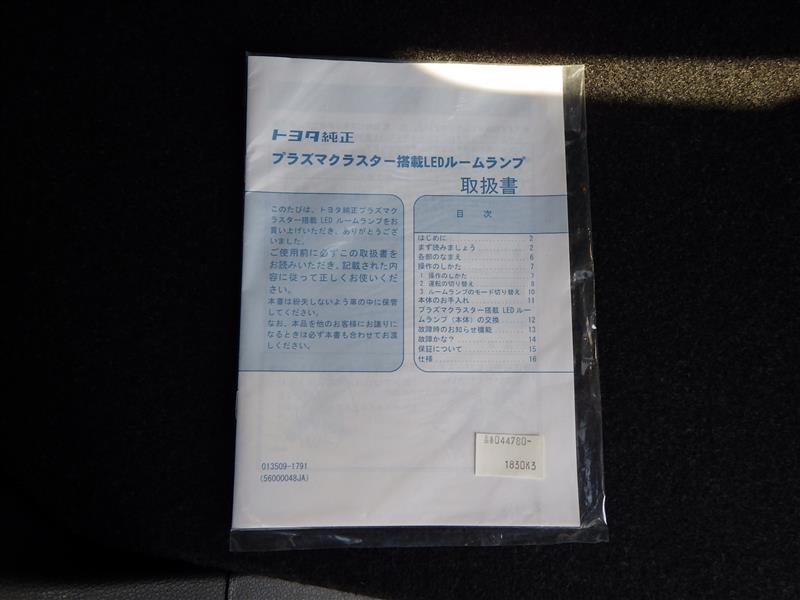 トヨタ純正
プラズマクラスター搭載LEDルームランプ
取扱書
このたびは、トヨタ純正プラズマク
ラスター搭載 LED ルームランプをお
買い上げいただき、ありがとうござ
いました。
ご使用前に必ずこの取扱書を
お読みいただき、記載された内
容に従って正しくお使いくだ
さい。
本書は紛失しないよう車の中に保管
してください。
なお、本品を他のお客様にお譲りに
なるときは必ず本書も合わせてお渡
しください。
目 次
はじめに 2
まず読みましょう 2
各部のなまえ 6
操作のしかた 7
1 操作のしかた 7
2 運転の切り替え 8
3 ルームランプのモード切り替え 10
本体のお手入れ 11
プラズマクラスター搭載 LED ルー
ムランプ（本体）の交換 12
故障時のお知らせ機能 13
故障かな？ 14
保証について 15
仕様 16
013509-1791
(56000048JA)
品番044780-
1830K3